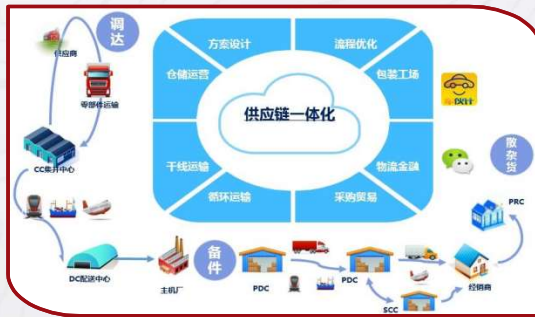 调达
供应商
零部件运输
CC集并中心
DC配送中心
主机厂
方案设计
流程优化
仓储运营
包装工场
供应链一体化
干线运输
物流金融
循环运输
采购贸易
散杂货
PRC
备件
PDC
PDC
SCC
经销商